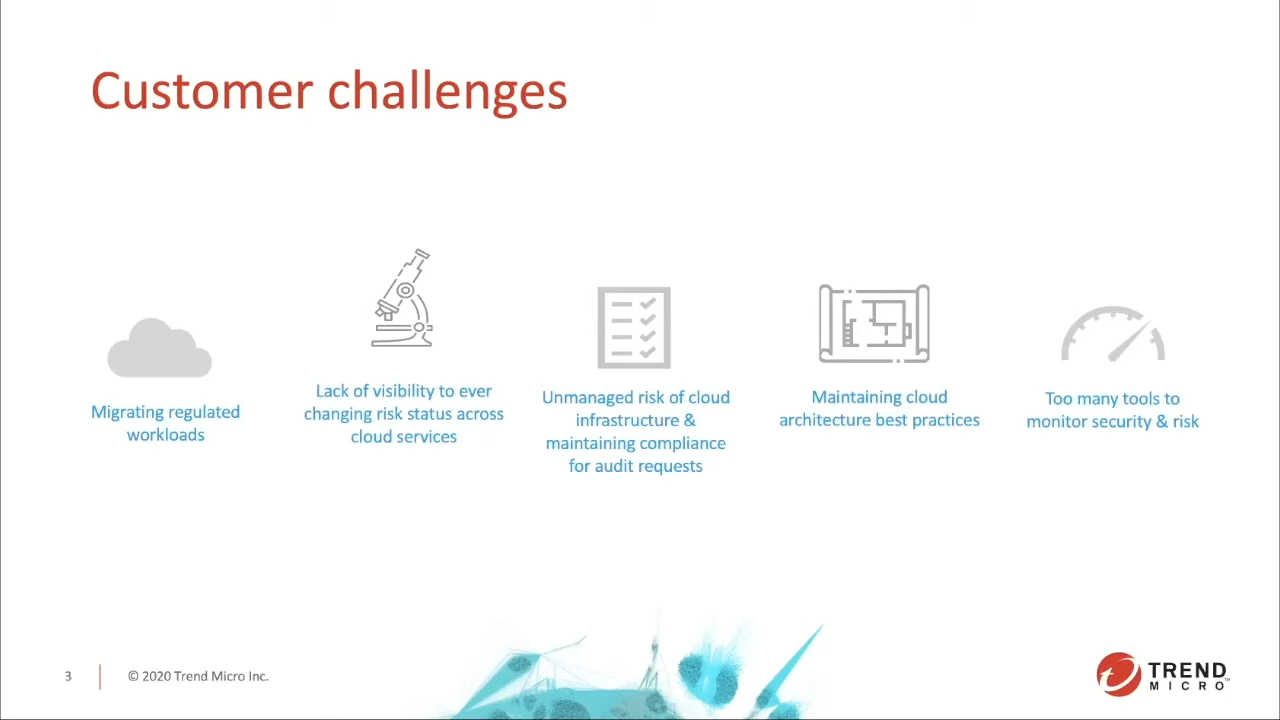 Customer challenges
Migrating regulated
workloads
Lack of visibility to ever
changing risk status across
cloud services
Unmanaged risk of cloud
infrastructure &
maintaining compliance
for audit requests
Maintaining cloud
architecture best practices
Too many tools to
monitor security & risk
3
© 2020 Trend Micro Inc.
TREND
MICRO™